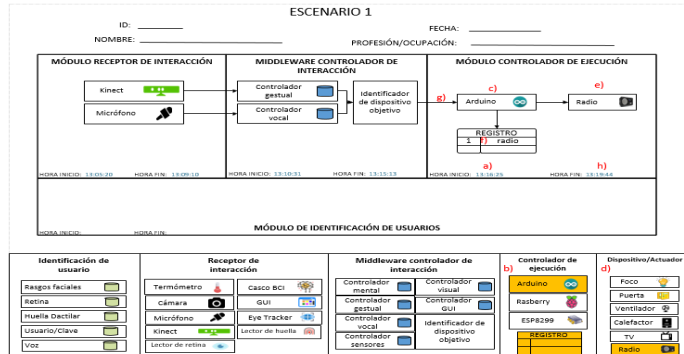 ESCENARIO 1
ID:
FECHA:
NOMBRE:
PROFESIÓN/OCUPACIÓN:
MÓDULO RECEPTOR DE INTERACCIÓN
Kinect
Micrófono
HORA INICIO: 13:05:20 HORA FIN: 13:09:10
MIDDLEWARE CONTROLADOR DE
INTERACCIÓN
Controlador
gestual
Controlador
vocal
Identificador
de dispositivo
objetivo
HORA INICIO: 13:10:31 HORA FIN: 13:15:13
MÓDULO CONTROLADOR DE EJECUCIÓN
g)
c)
Arduino
e)
Radio
REGISTRO
1 f) radio
a)
h)
HORA INICIO: 13:16:25 HORA FIN: 13:19:44
MÓDULO DE IDENTIFICACIÓN DE USUARIOS
HORA INICIO: HORA FIN:
Identificación de
usuario
Rasgos faciales
Retina
Huella Dactilar
Usuario/Clave
Voz
Receptor de
interacción
Termómetro
Cámara
Micrófono
Kinect
Lector de retina
Casco BCI
GUI
Eye Tracker
Lector de huella
Middleware controlador de
interacción
Controlador
mental
Controlador
gestual
Controlador
vocal
Controlador
sensores
Controlador
visual
Controlador
GUI
Identificador de
dispositivo
objetivo
Controlador de
ejecución
b)
Arduino
Rasberry
ESP8299
REGISTRO
Dispositivo/Actuador
d)
Foco
Puerta
Ventilador
Calefactor
TV
Radio